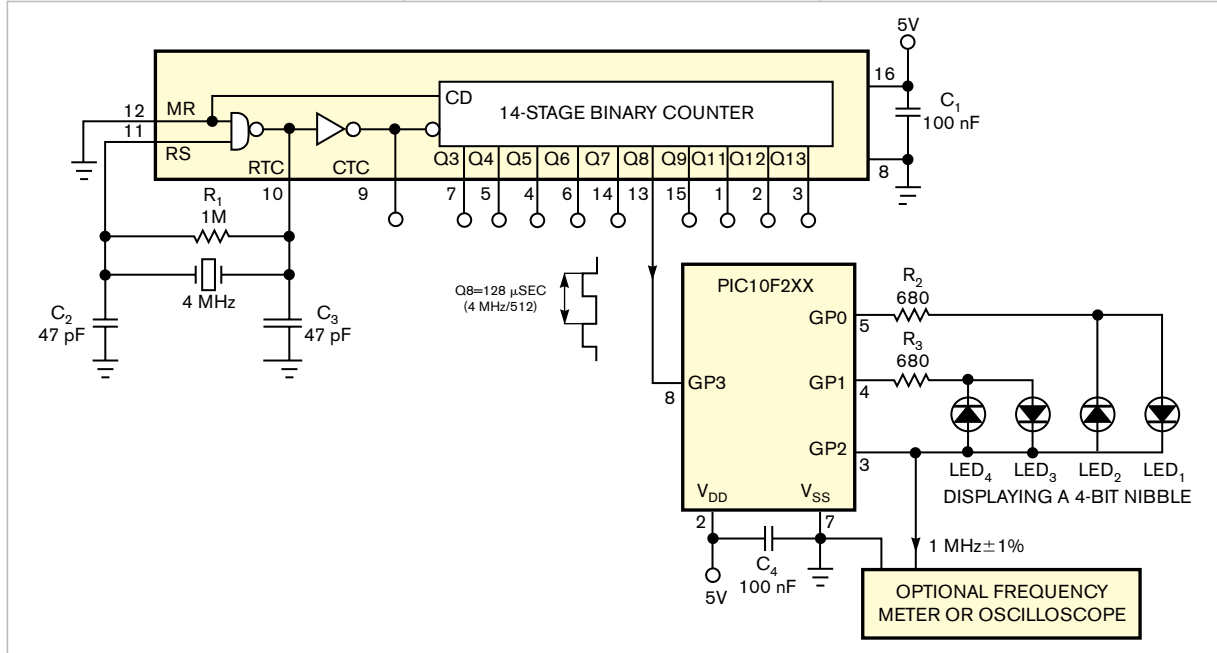 5V
16
C1
100 nF
8
12
MR
11
RS
CD
14-STAGE BINARY COUNTER
RTC
CTC
Q3 Q4 Q5 Q6 Q7 Q8 Q9 Q11 Q12 Q13
10
9
7 5 4 6 14 13 15 1 2 3
R1
1M
4 MHz
C2
47 pF
C3
47 pF
Q8=128 µSEC
(4 MHz/512)
PIC10F2XX
GP0
5
R2
680
R3
680
GP1
4
GP3
8
GP2
3
LED4 LED3 LED2 LED1
DISPLAYING A 4-BIT NIBBLE
VDD
VSS
2
7
C4
100 nF
5V
1 MHz±1%
OPTIONAL FREQUENCY
METER OR OSCILLOSCOPE